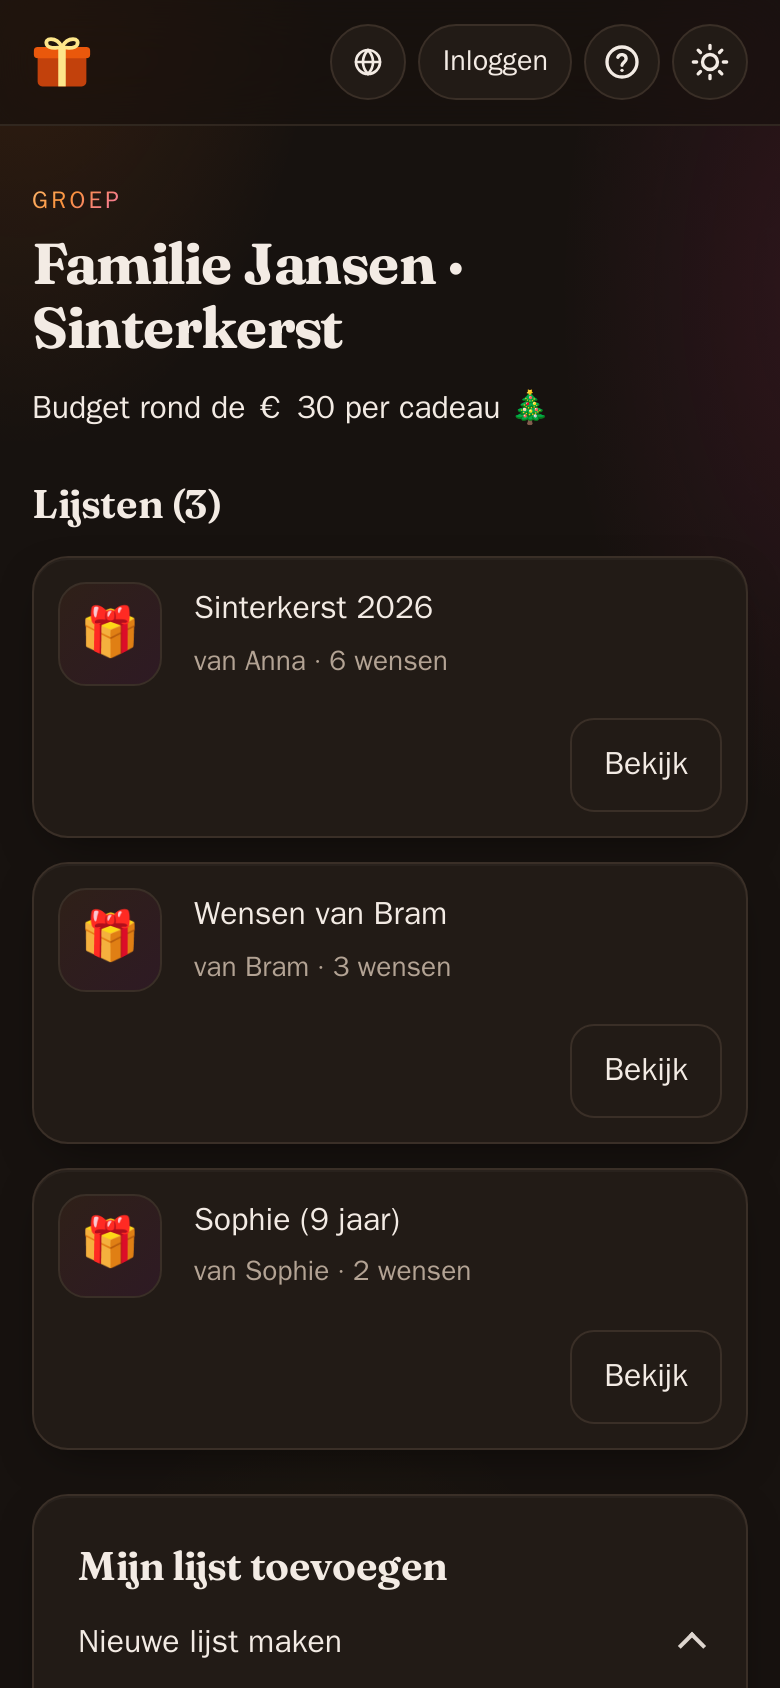 Inloggen
GROEP
Familie Jansen ·
Sinterkerst
Budget rond de € 30 per cadeau 🎄
Lijsten (3)
Sinterkerst 2026
van Anna · 6 wensen
Bekijk
Wensen van Bram
van Bram · 3 wensen
Bekijk
Sophie (9 jaar)
van Sophie · 2 wensen
Bekijk
Mijn lijst toevoegen
Nieuwe lijst maken